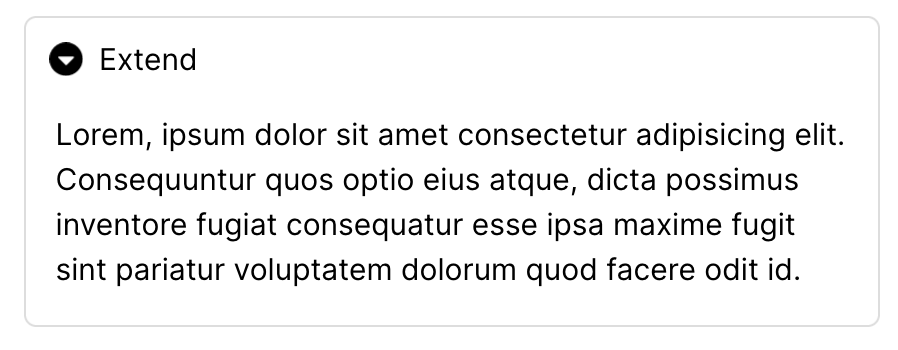 Extend
Lorem, ipsum dolor sit amet consectetur adipisicing elit.
Consequuntur quos optio eius atque, dicta possimus
inventore fugiat consequatur esse ipsa maxime fugit
sint pariatur voluptatem dolorum quod facere odit id.